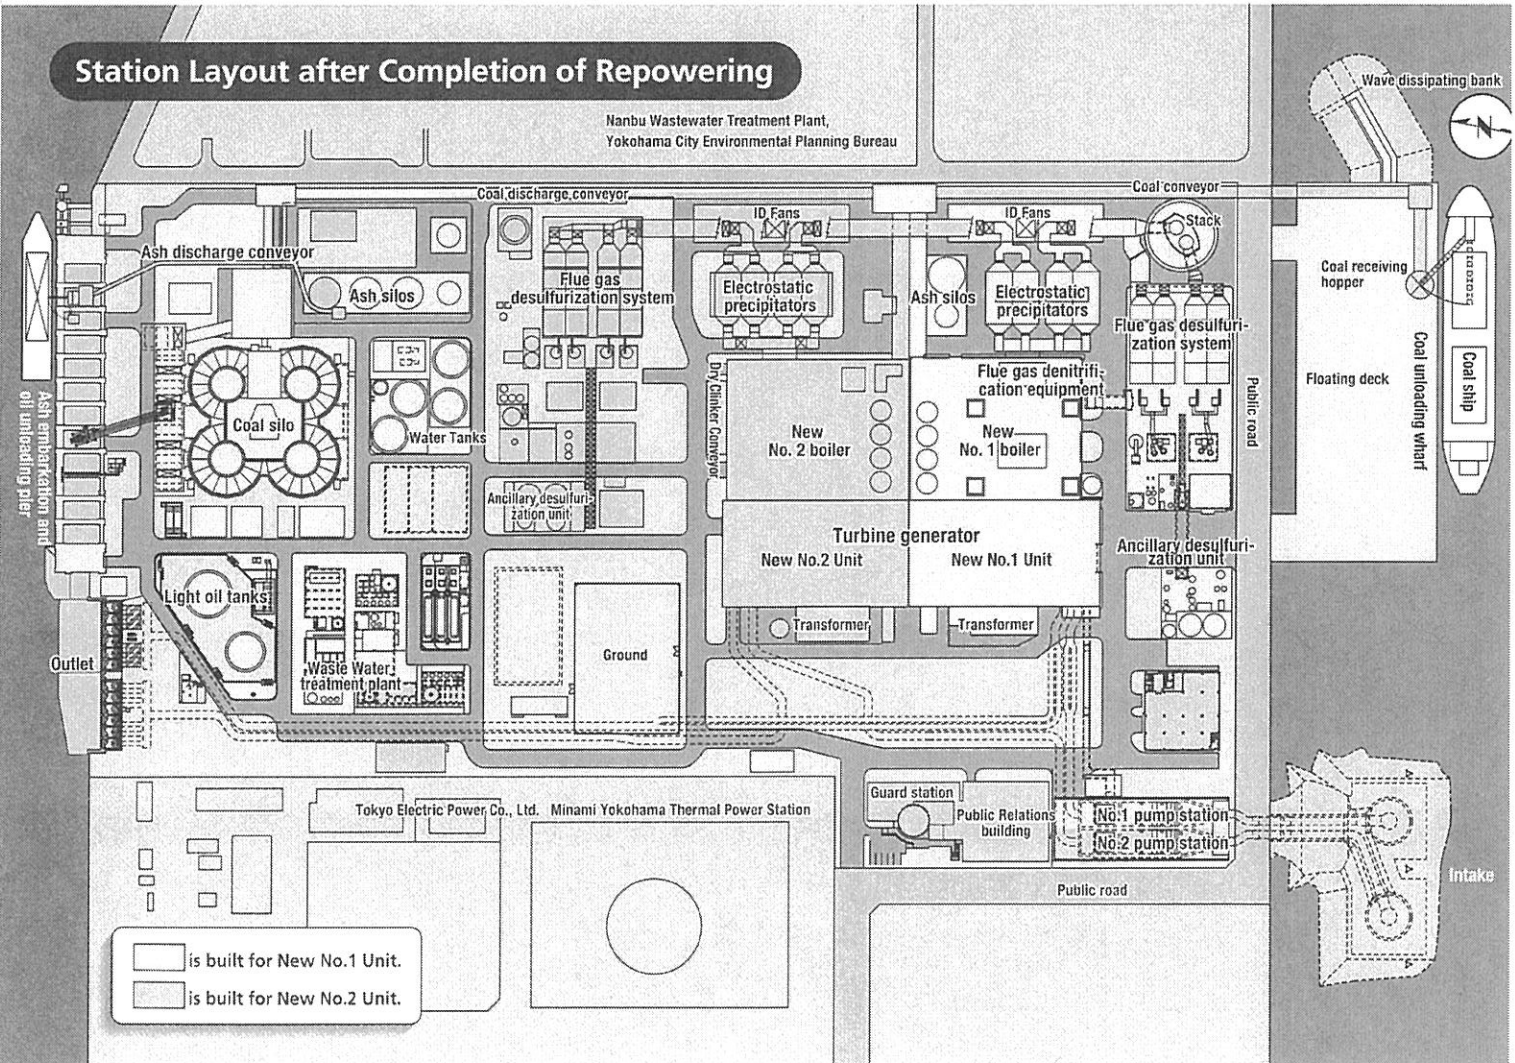 Station Layout after Completion of Repowering
Nanbu Wastewater Treatment Plant,
Yokohama City Environmental Planning Bureau
Wave dissipating bank
N
Coal discharge conveyor
Coal conveyor
ID Fans
ID Fans
Stack
Ash discharge conveyor
Ash silos
Flue gas
desulfurization system
Electrostatic
precipitators
Ash silos
Electrostatic
precipitators
Coal receiving
hopper
Flue gas desulfuri-
zation system
Flue gas denitrifi-
cation equipment
Dry Clinker Conveyor
Public road
Floating deck
Coal unloading wharf
Coal ship
Ash embarkation and
oil unloading pier
Coal silo
Water Tanks
New
No. 2 boiler
New
No. 1 boiler
Ancillary desulfuri-
zation unit
Turbine generator
New No.2 Unit
New No.1 Unit
Ancillary desulfuri-
zation unit
Light oil tanks
Transformer
Transformer
Outlet
Waste Water
treatment plant
Ground
Guard station
Public Relations
building
No.1 pump station
No.2 pump station
Intake
Tokyo Electric Power Co., Ltd. Minami Yokohama Thermal Power Station
Public road
is built for New No.1 Unit.
is built for New No.2 Unit.